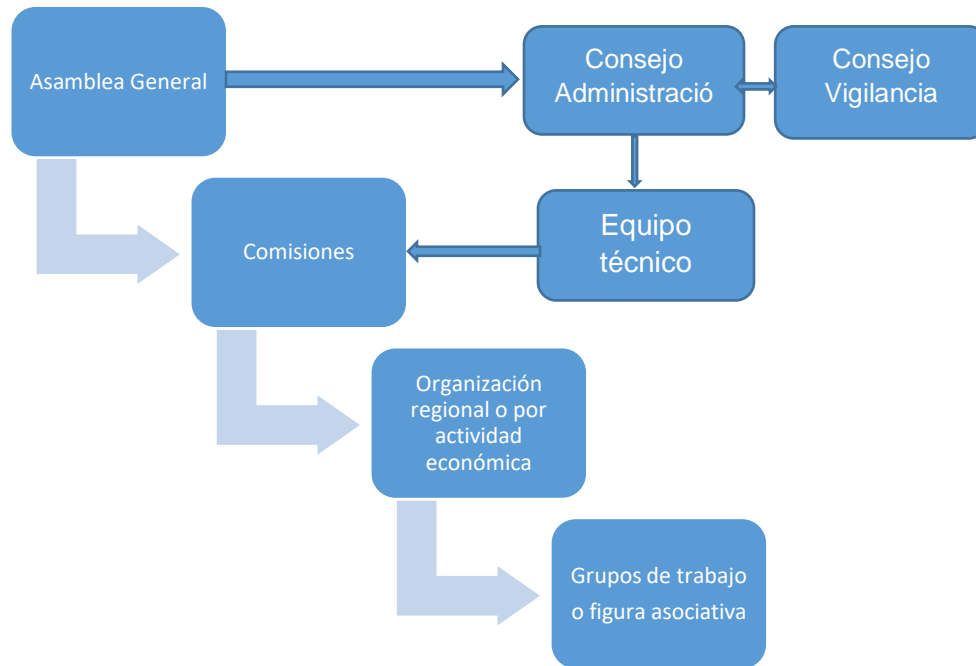 Asamblea General
Consejo
Administració
Consejo
Vigilancia
Comisiones
Equipo
técnico
Organización
regional o por
actividad
económica
Grupos de trabajo
o figura asociativa